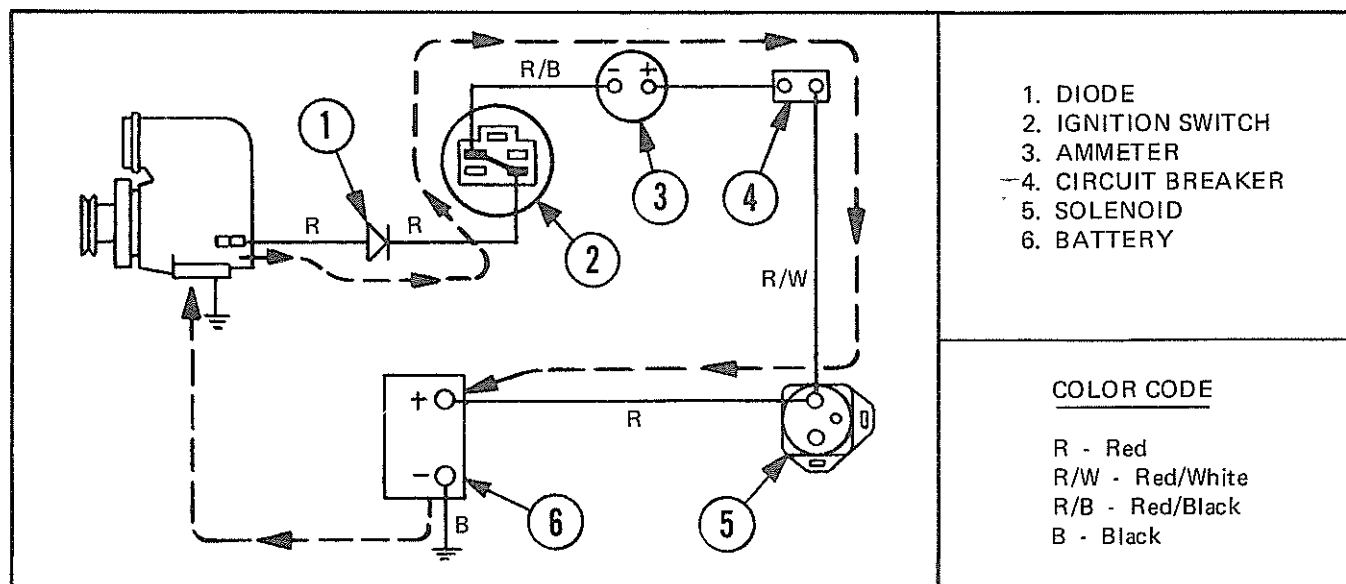 R/B
- +
1
3
4
2
R
R
R/W
+
-
R
B
6
5
1. DIODE
2. IGNITION SWITCH
3. AMMETER
4. CIRCUIT BREAKER
5. SOLENOID
6. BATTERY
COLOR CODE
R - Red
R/W - Red/White
R/B - Red/Black
B - Black